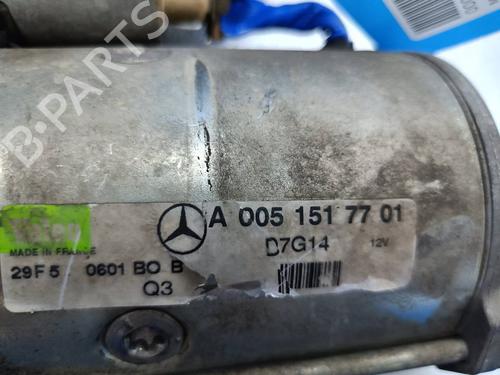 B-PARTS
A 005 151 77 01
MADE IN FRANCE
D7G14 12V
29F5 0601 BO B
Q3